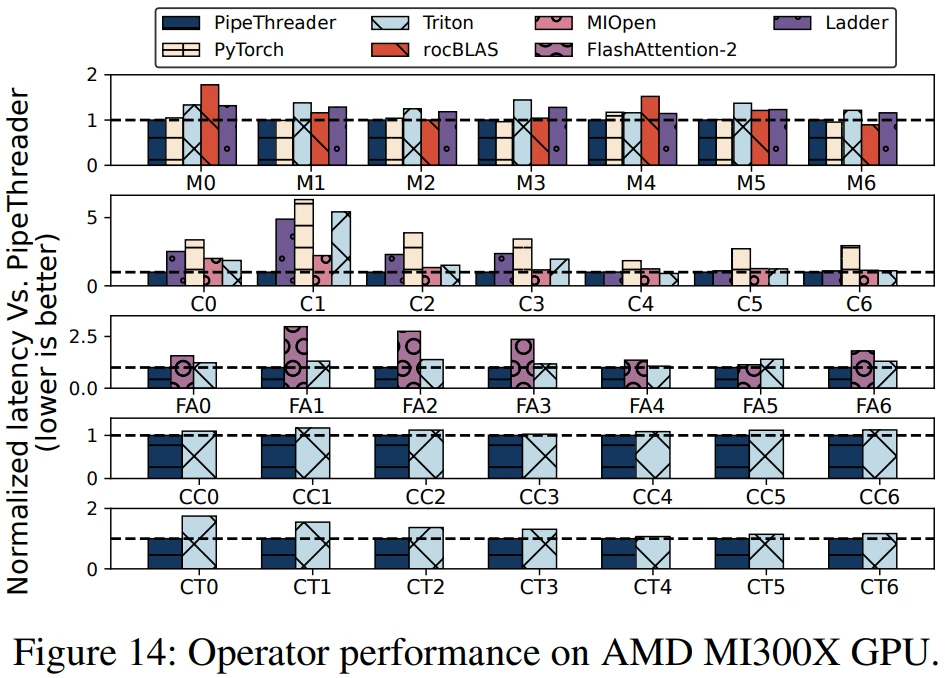 PipeThreader Triton MIOpen Ladder
PyTorch rocBLAS FlashAttention-2
Normalized latency Vs. PipeThreader
(lower is better)
2
1
0
M0 M1 M2 M3 M4 M5 M6
5
0
C0 C1 C2 C3 C4 C5 C6
2.5
0.0
FA0 FA1 FA2 FA3 FA4 FA5 FA6
1
0
CC0 CC1 CC2 CC3 CC4 CC5 CC6
2
1
0
CT0 CT1 CT2 CT3 CT4 CT5 CT6
Figure 14: Operator performance on AMD MI300X GPU.